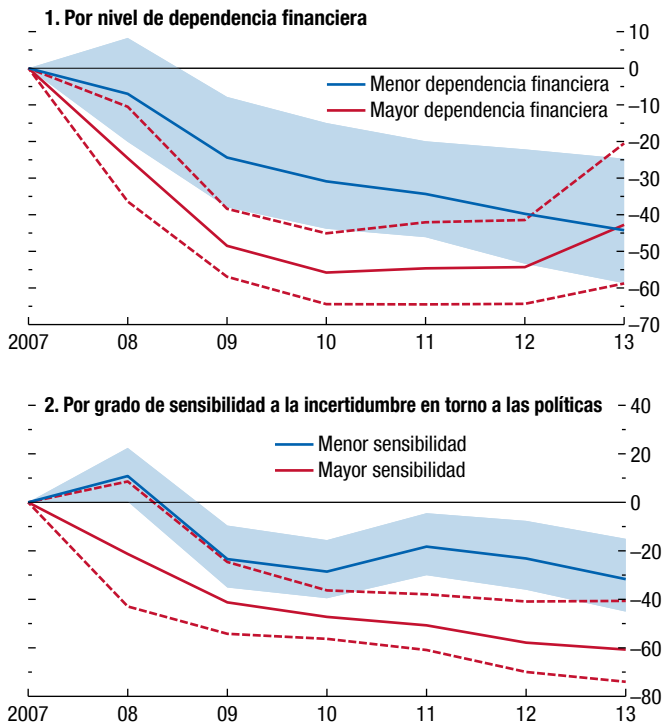 1. Por nivel de dependencia financiera
10
0
Menor dependencia financiera
–10
Mayor dependencia financiera
–20
–30
–40
–50
–60
–70
2007 08 09 10 11 12 13
2. Por grado de sensibilidad a la incertidumbre en torno a las políticas
40
Menor sensibilidad
20
Mayor sensibilidad
0
–20
–40
–60
–80
2007 08 09 10 11 12 13